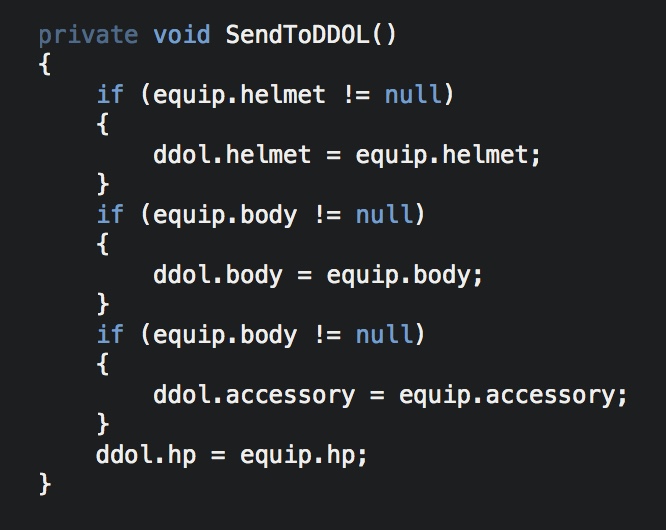 private void SendToDDOL()
{
    if (equip.helmet != null)
    {
        ddol.helmet = equip.helmet;
    }
    if (equip.body != null)
    {
        ddol.body = equip.body;
    }
    if (equip.body != null)
    {
        ddol.accessory = equip.accessory;
    }
    ddol.hp = equip.hp;
}